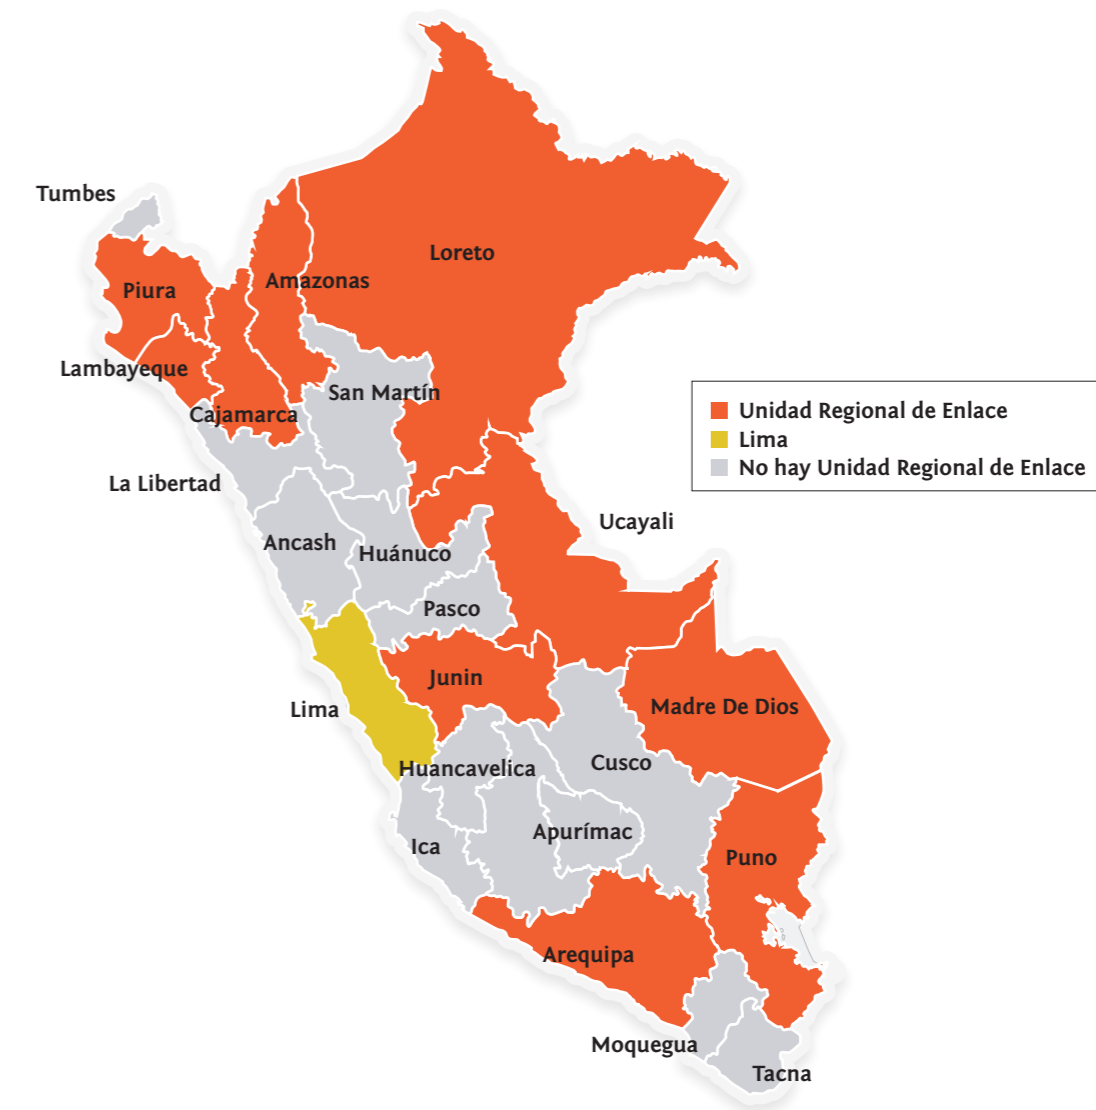 Tumbes
Loreto
Amazonas
Piura
Lambayeque
San Martín
Cajamarca
Unidad Regional de Enlace
Lima
No hay Unidad Regional de Enlace
La Libertad
Ucayali
Ancash
Huánuco
Pasco
Junin
Madre De Dios
Lima
Cusco
Huancavelica
Apurímac
Ica
Puno
Arequipa
Moquegua
Tacna